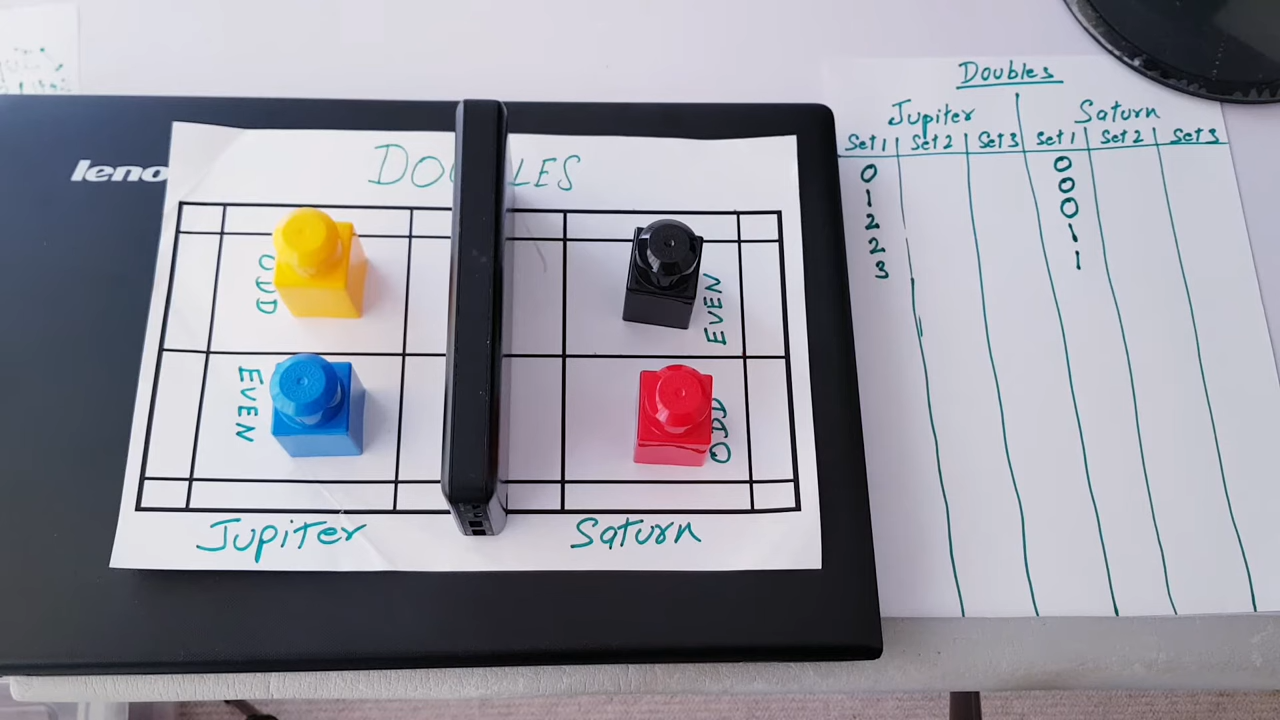 leno
DOUBLES
ODD
EVEN
EVEN
ODD
Jupiter
Saturn
Doubles
Jupiter Saturn
Set 1 Set 2 Set 3 Set 1 Set 2 Set 3
0 0
1 0
2 0
2 1
3 1